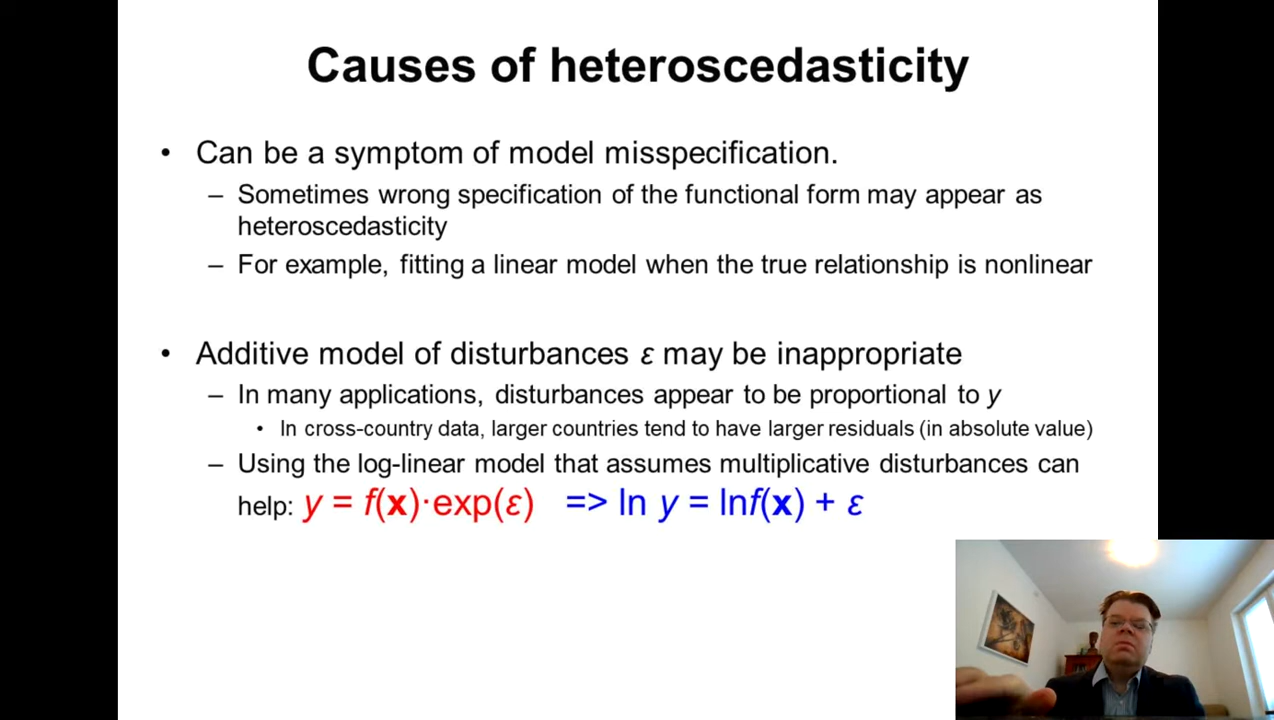 Causes of heteroscedasticity
• Can be a symptom of model misspecification.
– Sometimes wrong specification of the functional form may appear as
heteroscedasticity
– For example, fitting a linear model when the true relationship is nonlinear
• Additive model of disturbances ε may be inappropriate
– In many applications, disturbances appear to be proportional to y
• In cross-country data, larger countries tend to have larger residuals (in absolute value)
– Using the log-linear model that assumes multiplicative disturbances can
help: y = f(x)·exp(ε) => ln y = lnf(x) + ε